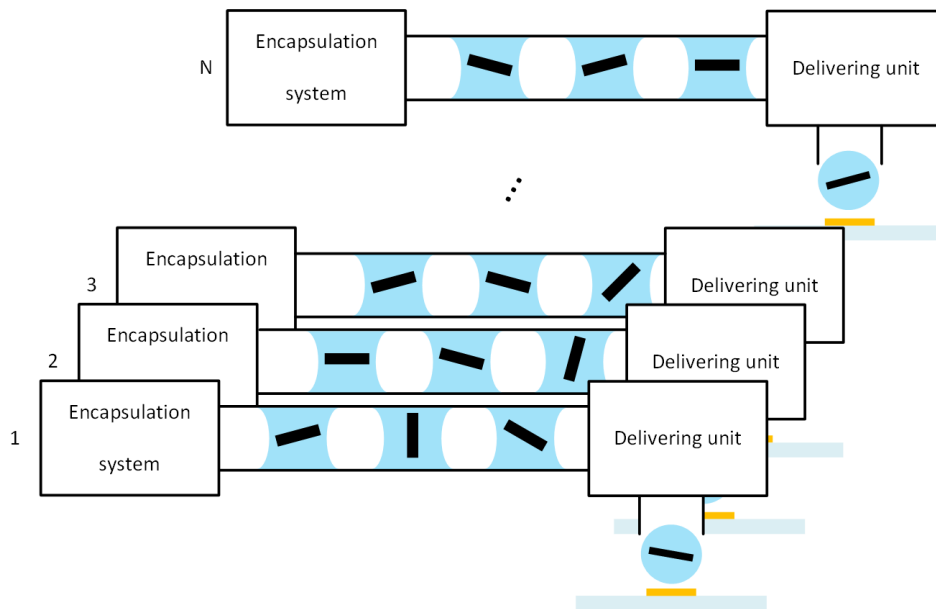 N
Encapsulation
system
Delivering unit
3
Encapsulation
Delivering unit
2
Encapsulation
Delivering unit
1
Encapsulation
system
Delivering unit